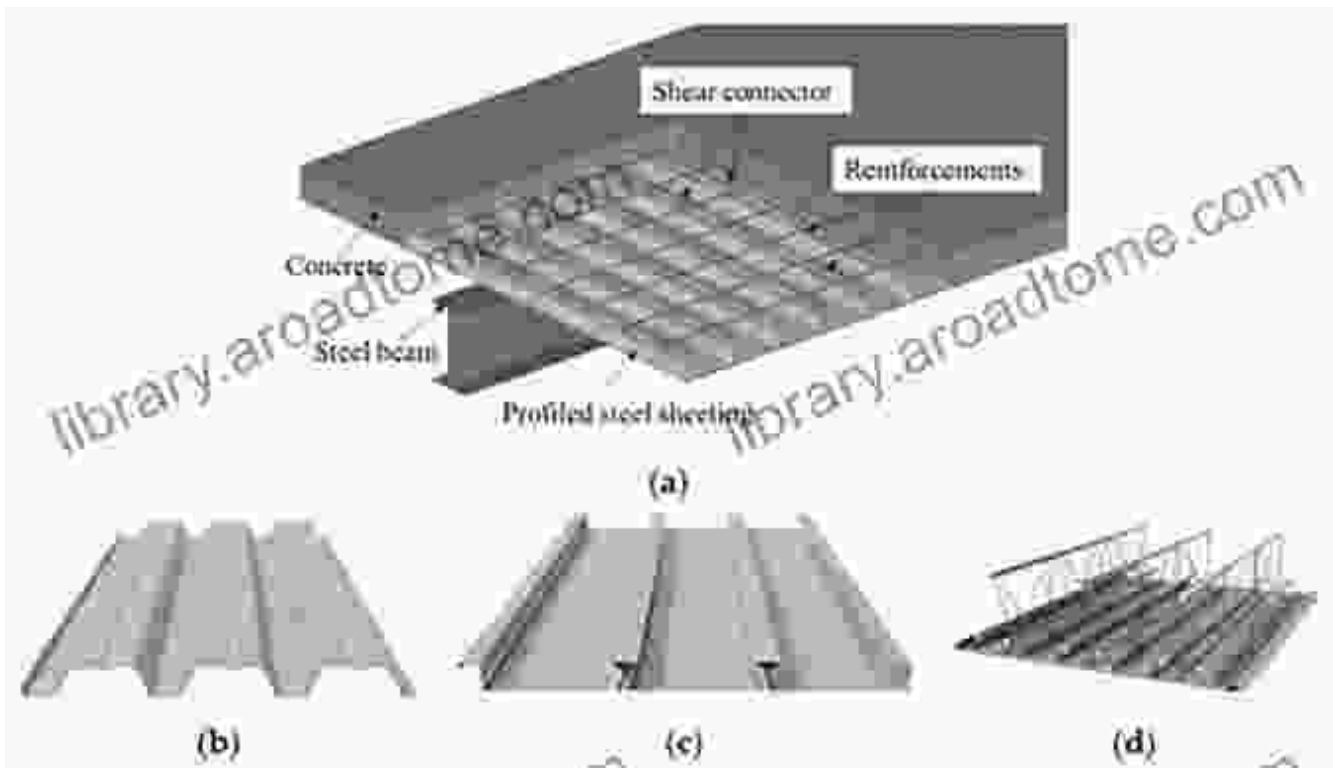 Shear connector
Reinforcements
Concrete
Steel beam
Profiled steel sheeting
library.aroadtome.com
library.aroadtome.com
(a)
(b)
(c)
(d)